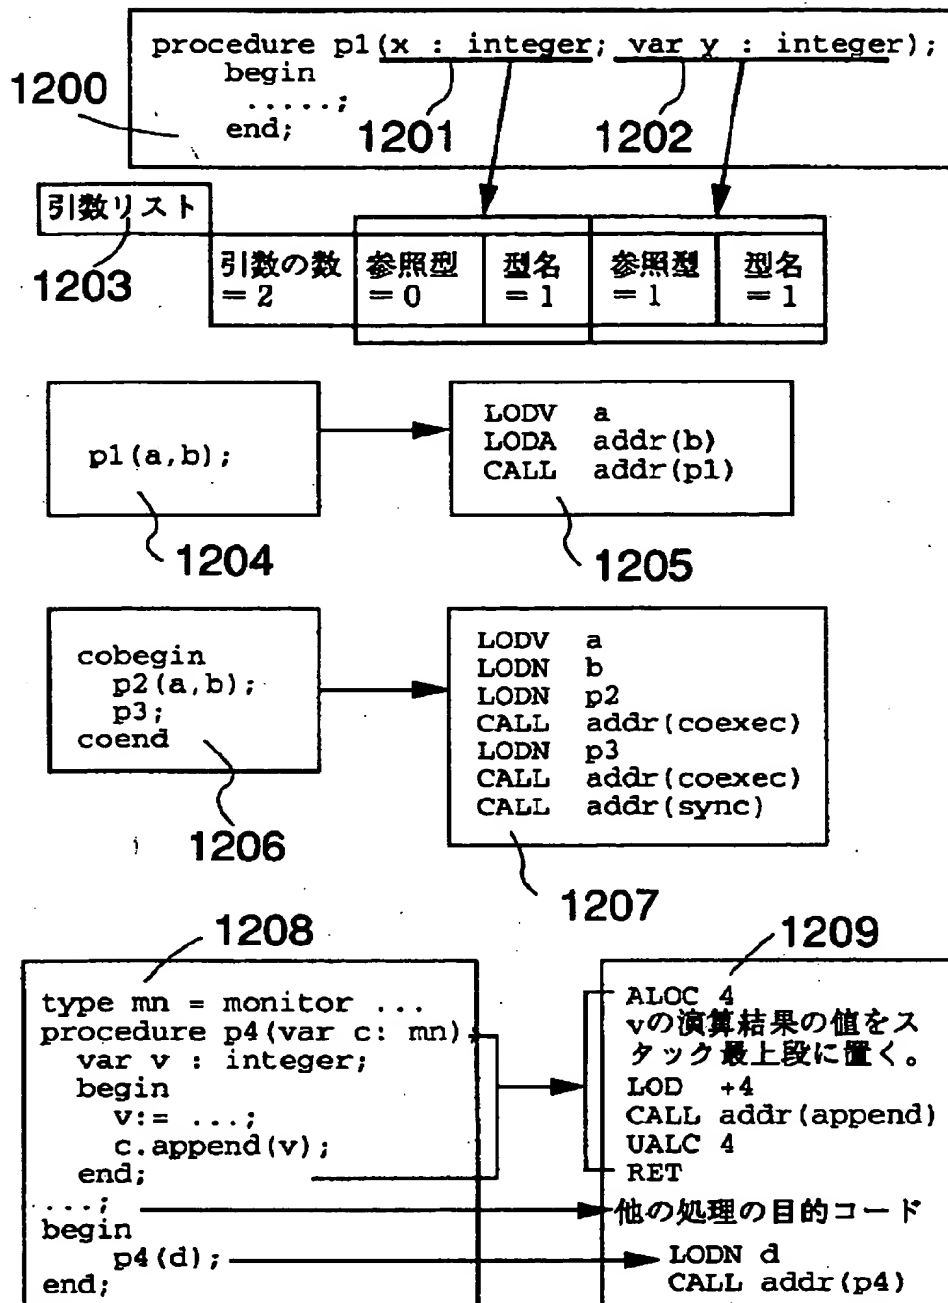 procedure p1(x : integer; var y : integer);
begin
.....;
end;
1200
1201
1202
引数リスト
1203
引数の数
=2
参照型
=0
型名
=1
参照型
=1
型名
=1
p1(a,b);
1204
LODV a
LODA addr(b)
CALL addr(p1)
1205
cobegin
p2(a,b);
p3;
coend
1206
LODV a
LODN b
LODN p2
CALL addr(coexec)
LODN p3
CALL addr(coexec)
CALL addr(sync)
1207
1208
type mn = monitor ...
procedure p4(var c: mn);
var v : integer;
begin
v:= ...;
c.append(v);
end;
...;
begin
p4(d);
end;
1209
ALOC 4
vの演算結果の値をス
タック最上段に置く。
LOD +4
CALL addr(append)
UALC 4
RET
他の処理の目的コード
LODN d
CALL addr(p4)